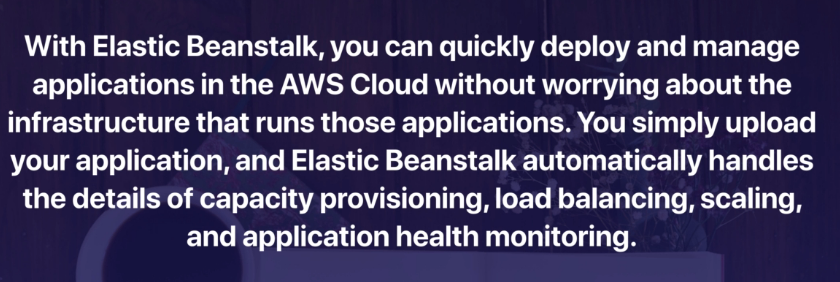 With Elastic Beanstalk, you can quickly deploy and manage
applications in the AWS Cloud without worrying about the
infrastructure that runs those applications. You simply upload
your application, and Elastic Beanstalk automatically handles
the details of capacity provisioning, load balancing, scaling,
and application health monitoring.